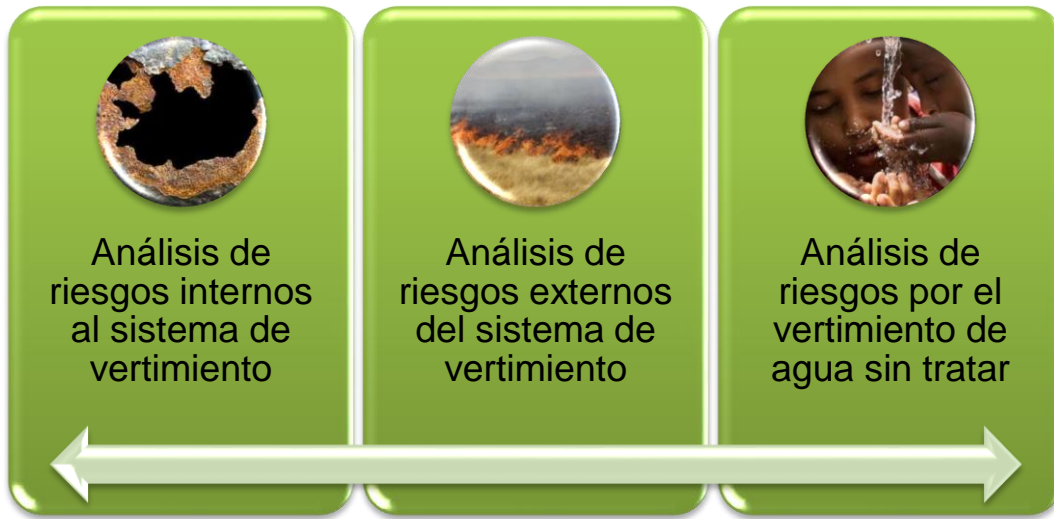 Análisis de
riesgos internos
al sistema de
vertimiento
Análisis de
riesgos externos
del sistema de
vertimiento
Análisis de
riesgos por el
vertimiento de
agua sin tratar